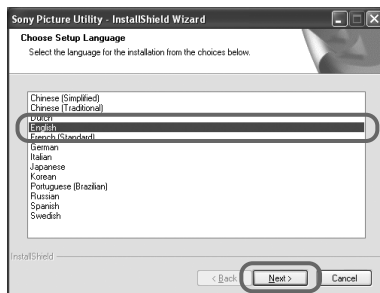 Sony Picture Utility - InstallShield Wizard
Choose Setup Language
Select the language for the installation from the choices below.
Chinese (Simplified)
Chinese (Traditional)
Dutch
English
French (Standard)
German
Italian
Japanese
Korean
Portuguese (Brazilian)
Russian
Spanish
Swedish
InstallShield
< Back
Next >
Cancel